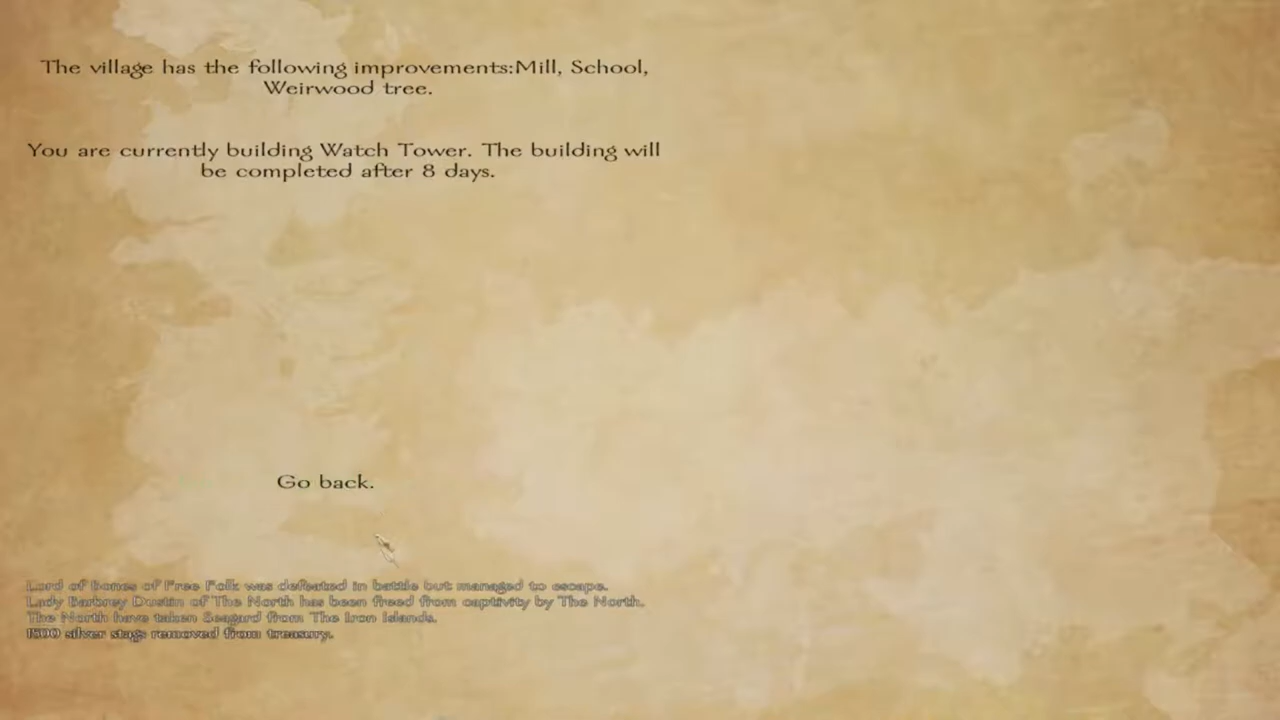 The village has the following improvements:Mill, School,
Weirwood tree.
You are currently building Watch Tower. The building will
be completed after 8 days.
Go back.
Lord of Bones of Free Folk was defeated in battle but managed to escape.
Lady Barbrey Dustin of The North has been freed from captivity by The North.
The North have taken Seagard from The Iron Islands.
1500 silver stags removed from treasury.